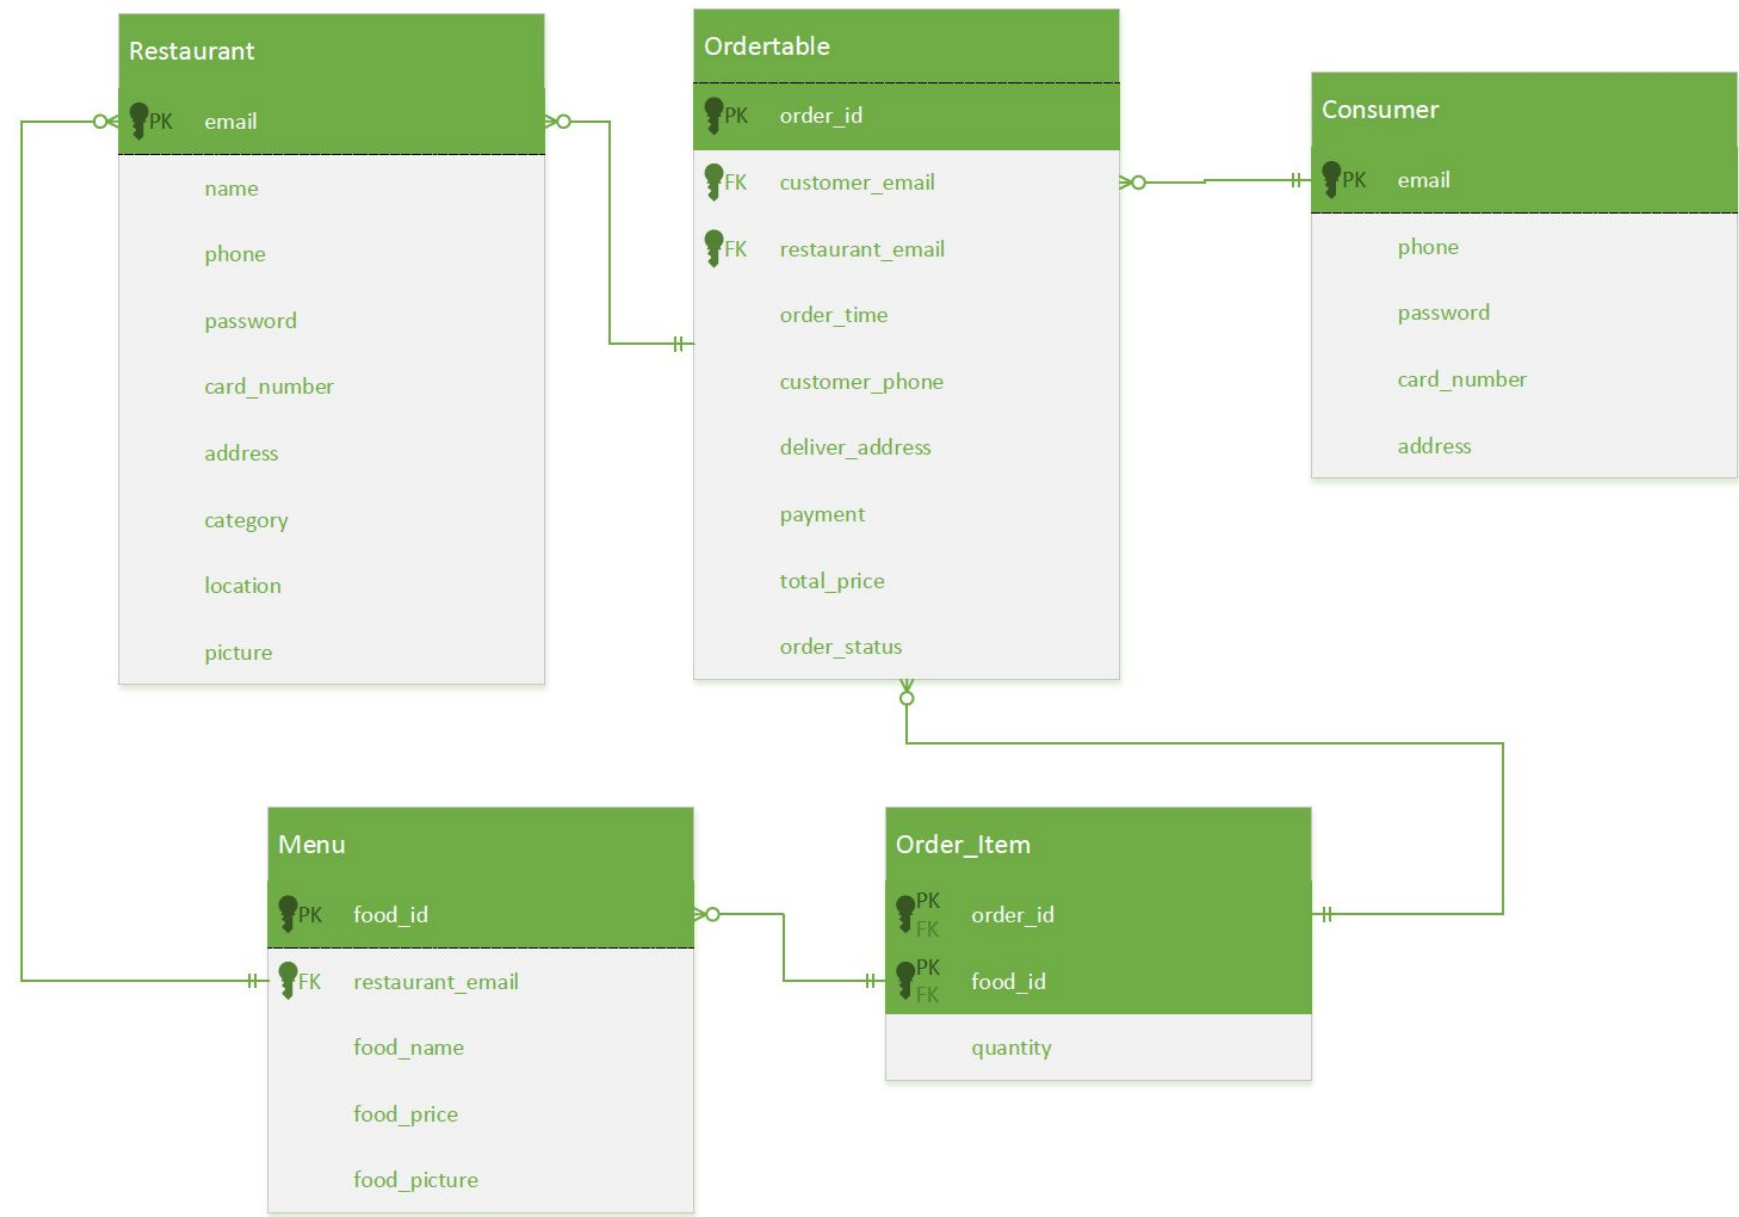 Restaurant
PK email
name
phone
password
card_number
address
category
location
picture
Ordertable
PK order_id
FK customer_email
FK restaurant_email
order_time
customer_phone
deliver_address
payment
total_price
order_status
Consumer
PK email
phone
password
card_number
address
Menu
PK food_id
FK restaurant_email
food_name
food_price
food_picture
Order_Item
PK
FK order_id
PK
FK food_id
quantity